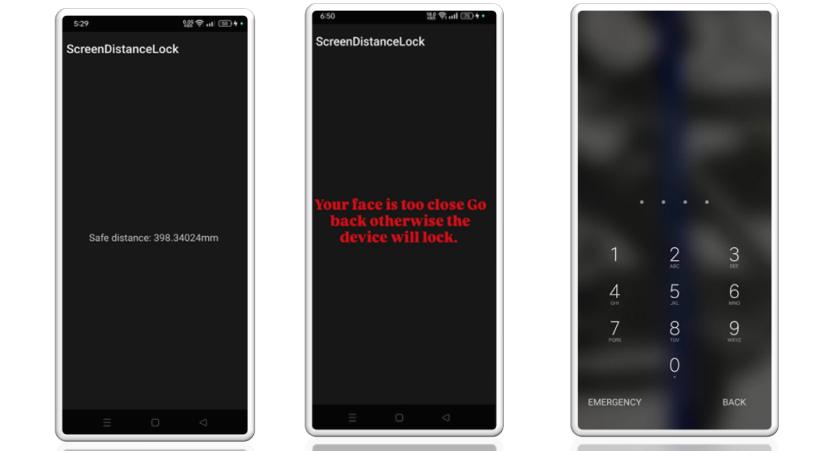 5:29
ScreenDistanceLock
Safe distance: 398.34024mm
6:50
ScreenDistanceLock
Your face is too close Go
back otherwise the
device will lock.
1 2 3
ABC DEF
4 5 6
GHI JKL MNO
7 8 9
PQRS TUV WXYZ
0
+
EMERGENCY BACK